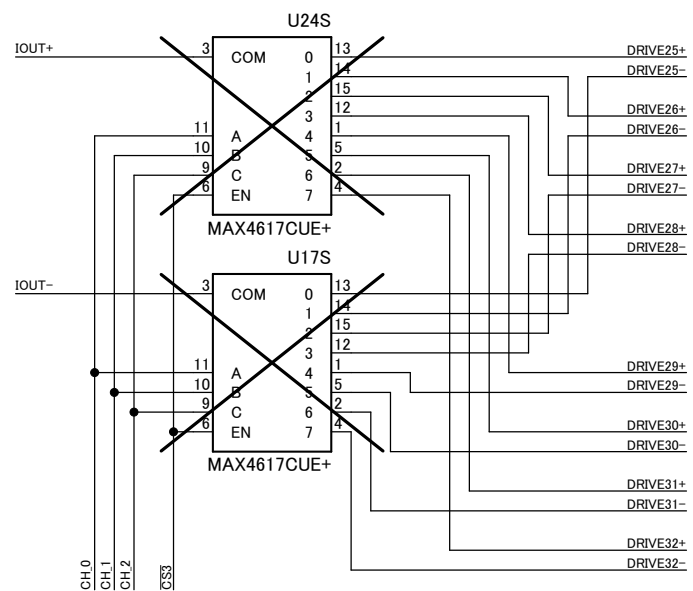 U24S
IOUT+ 3 COM 0 13 DRIVE25+
1 14 DRIVE25-
2 15
3 12 DRIVE26+
11 A 4 1 DRIVE26-
10 B 5 5
9 C 6 2 DRIVE27+
6 EN 7 4 DRIVE27-
MAX4617CUE+ DRIVE28+
DRIVE28-
U17S
IOUT- 3 COM 0 13
1 14
2 15
3 12
11 A 4 1 DRIVE29+
10 B 5 5 DRIVE29-
9 C 6 2
6 EN 7 4 DRIVE30+
DRIVE30-
MAX4617CUE+
DRIVE31+
DRIVE31-
DRIVE32+
DRIVE32-
CH_0
CH_1
CH_2
CS3